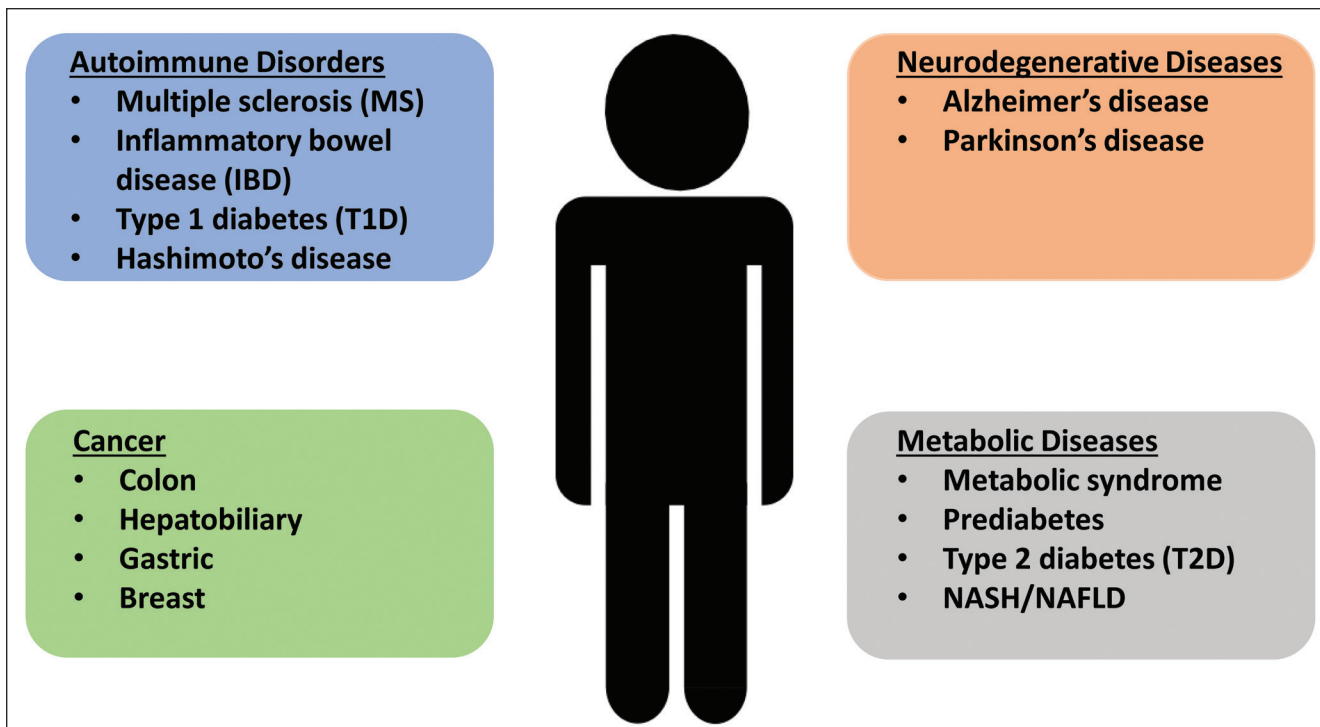 Autoimmune Disorders
• Multiple sclerosis (MS)
• Inflammatory bowel
disease (IBD)
• Type 1 diabetes (T1D)
• Hashimoto’s disease
Neurodegenerative Diseases
• Alzheimer’s disease
• Parkinson’s disease
Cancer
• Colon
• Hepatobiliary
• Gastric
• Breast
Metabolic Diseases
• Metabolic syndrome
• Prediabetes
• Type 2 diabetes (T2D)
• NASH/NAFLD